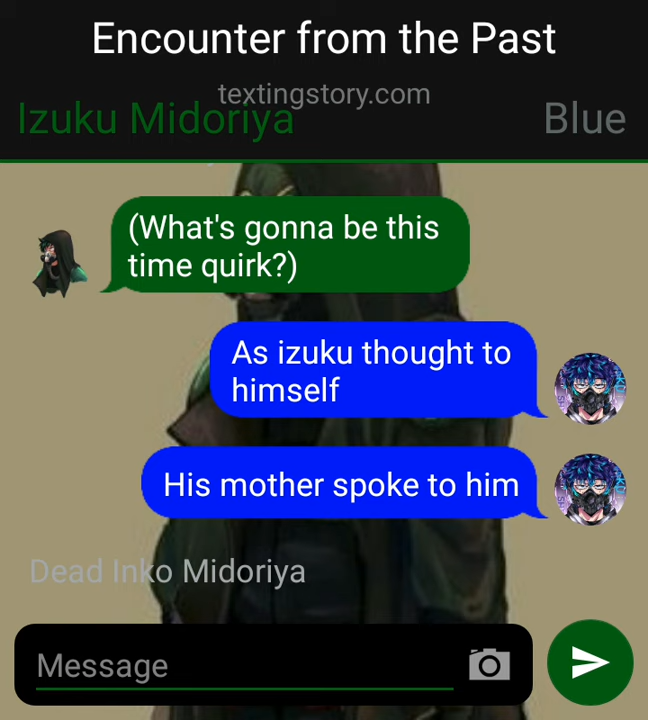 Encounter from the Past
textingstory.com
Izuku Midoriya
Blue
(What's gonna be this
time quirk?)
As izuku thought to
himself
His mother spoke to him
Dead Inko Midoriya
Message